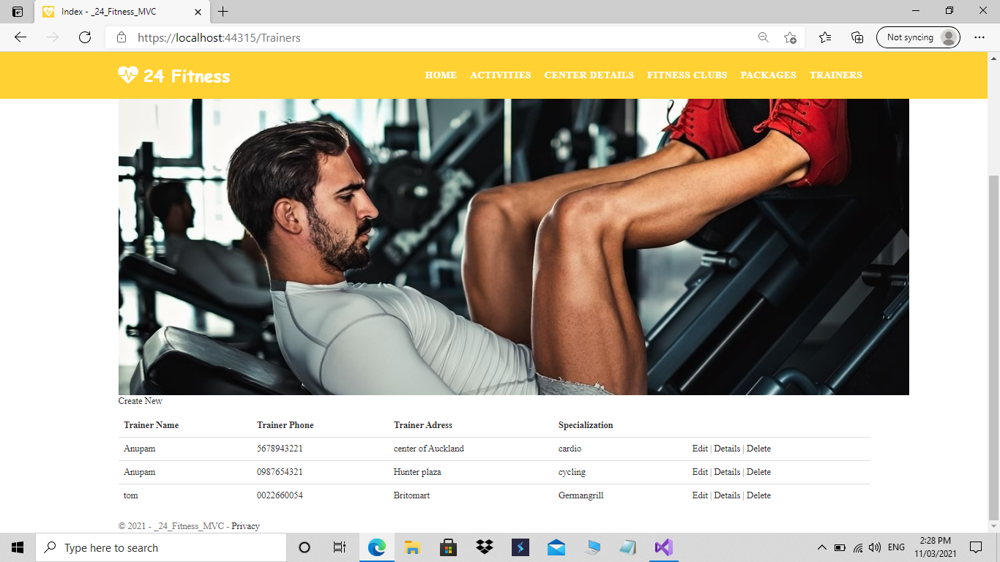 Index - _24_Fitness_MVC
https://localhost:44315/Trainers
Not syncing
24 Fitness HOME ACTIVITIES CENTER DETAILS FITNESS CLUBS PACKAGES TRAINERS
Create New
Trainer Name Trainer Phone Trainer Adress Specialization
Anupam 5678943221 center of Auckland cardio Edit | Details | Delete
Anupam 0987654321 Hunter plaza cycling Edit | Details | Delete
tom 0022660054 Britomart Germangrill Edit | Details | Delete
© 2021 - _24_Fitness_MVC - Privacy
Type here to search
ENG
2:28 PM
11/03/2021